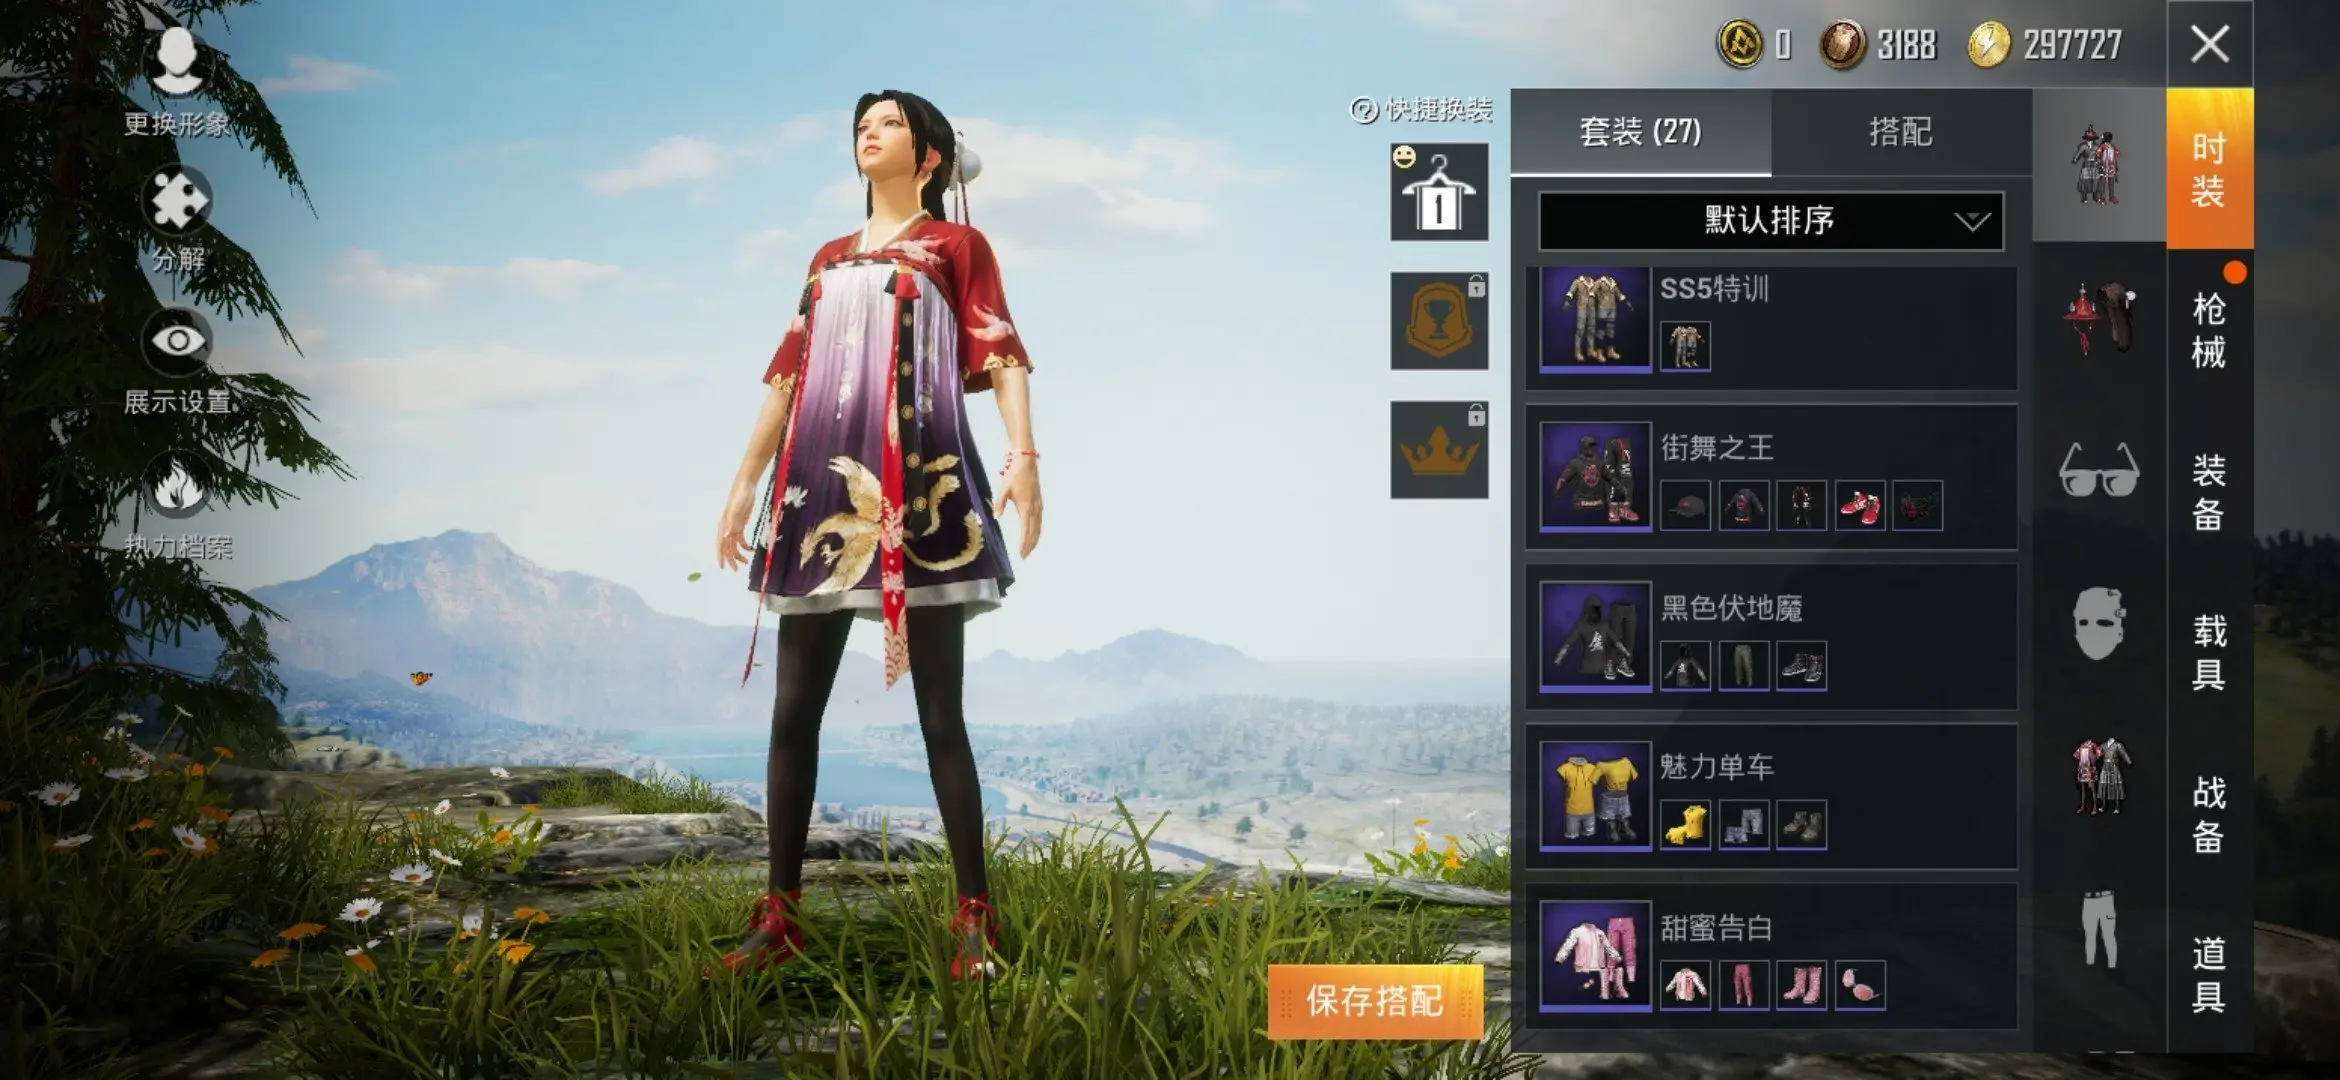 0
3188
297727
更换形象
分解
展示设置
热力档案
快捷换装
1
套装 (27)
搭配
默认排序
SS5特训
街舞之王
黑色伏地魔
魅力单车
甜蜜告白
保存搭配
时装
枪械
装备
载具
战备
道具